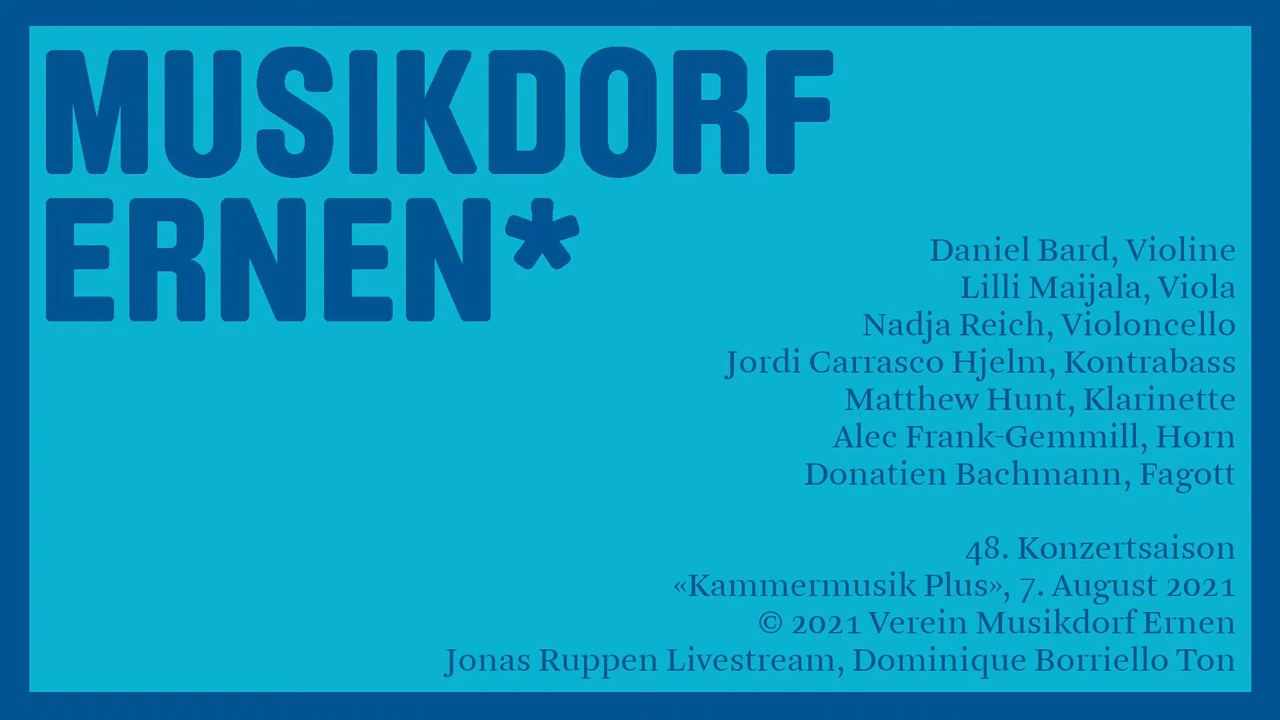 MUSIKDORF
ERNEN*
Daniel Bard, Violine
Lilli Maijala, Viola
Nadja Reich, Violoncello
Jordi Carrasco Hjelm, Kontrabass
Matthew Hunt, Klarinette
Alec Frank-Gemmill, Horn
Donatien Bachmann, Fagott
48. Konzertsaison
«Kammermusik Plus», 7. August 2021
© 2021 Verein Musikdorf Ernen
Jonas Ruppen Livestream, Dominique Borriello Ton